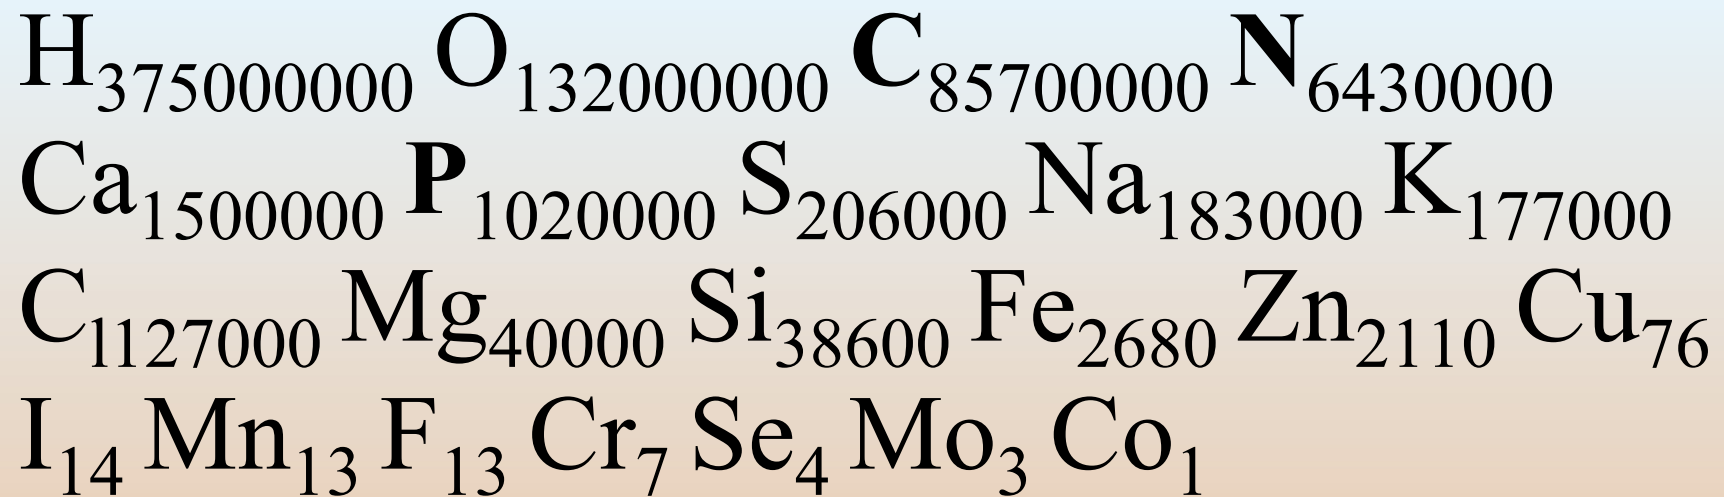 H375000000 O132000000 C85700000 N6430000
Ca1500000 P1020000 S206000 Na183000 K177000
Cl127000 Mg40000 Si38600 Fe2680 Zn2110 Cu76
I14 Mn13 F13 Cr7 Se4 Mo3 Co1